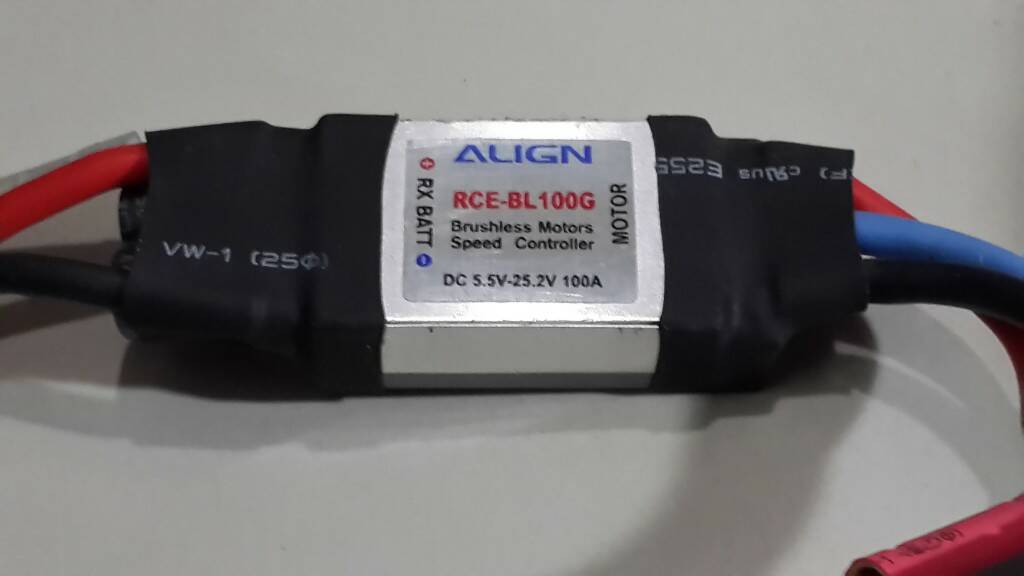 VW-1 (25Φ)
+ RX BATT -
ALIGN
RCE-BL100G
Brushless Motors
Speed Controller
DC 5.5V-25.2V 100A
MOTOR
E255